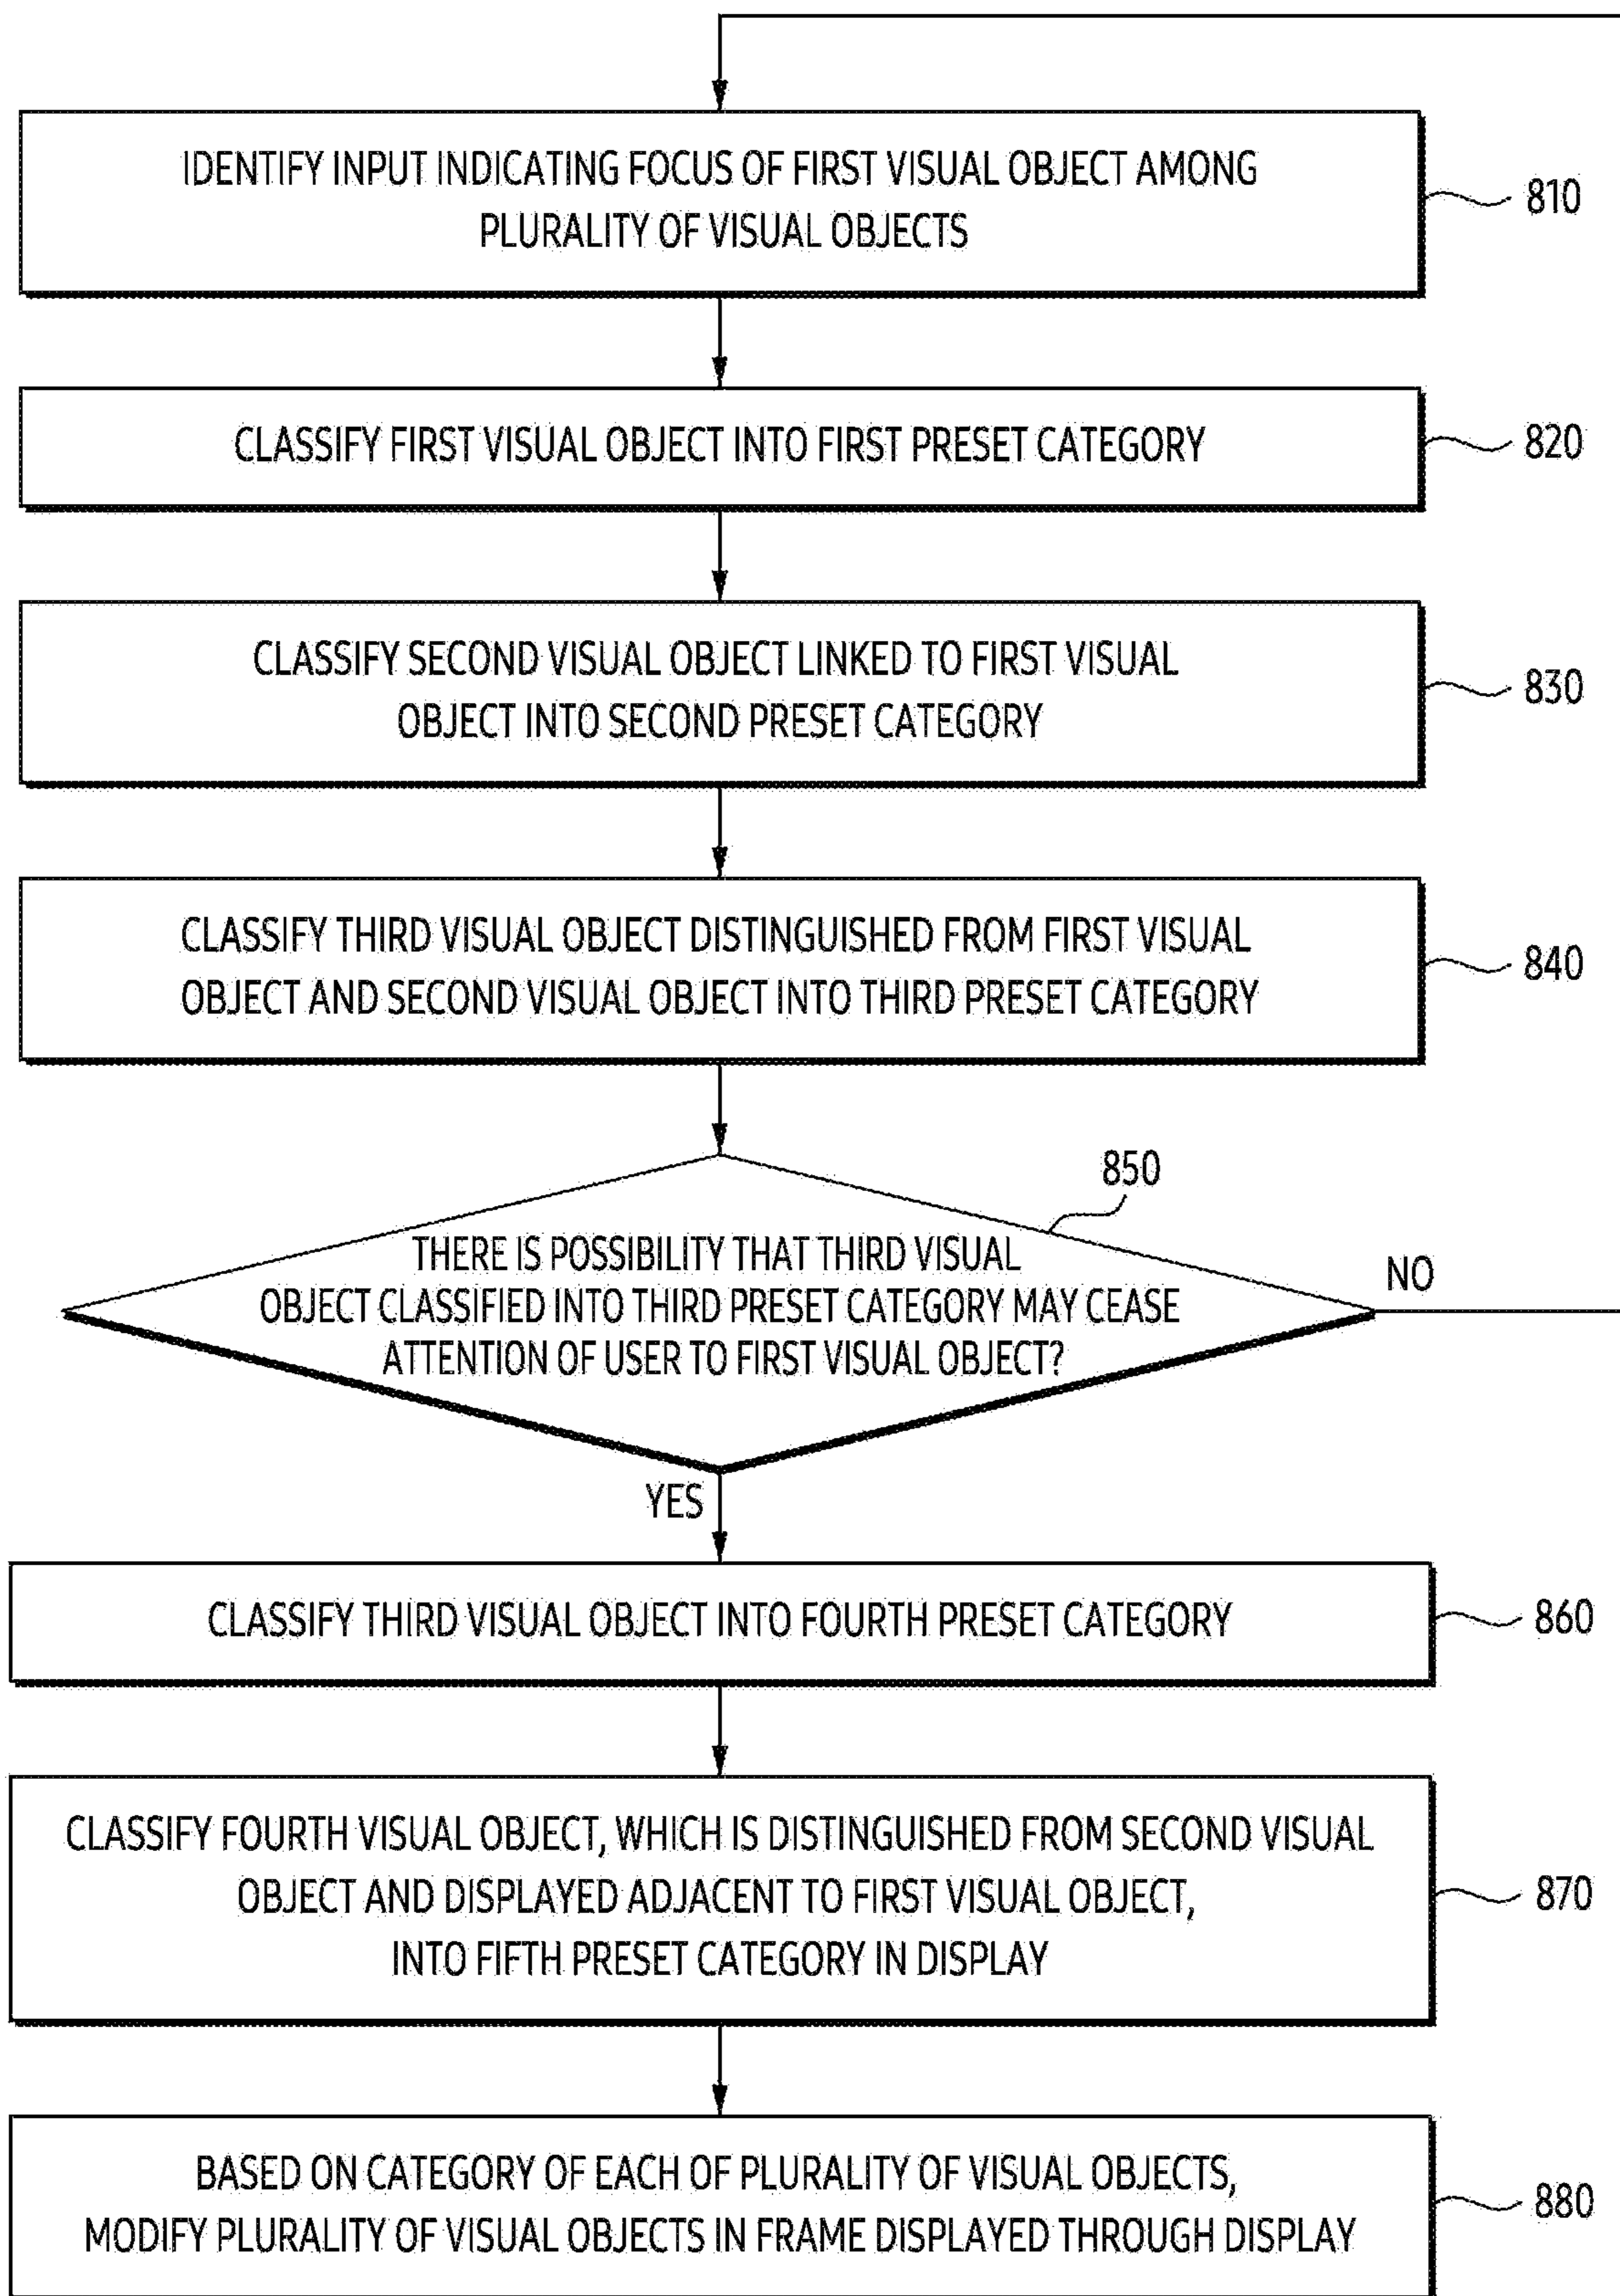 IDENTIFY INPUT INDICATING FOCUS OF FIRST VISUAL OBJECT AMONG
PLURALITY OF VISUAL OBJECTS
810
CLASSIFY FIRST VISUAL OBJECT INTO FIRST PRESET CATEGORY
820
CLASSIFY SECOND VISUAL OBJECT LINKED TO FIRST VISUAL
OBJECT INTO SECOND PRESET CATEGORY
830
CLASSIFY THIRD VISUAL OBJECT DISTINGUISHED FROM FIRST VISUAL
OBJECT AND SECOND VISUAL OBJECT INTO THIRD PRESET CATEGORY
840
850
THERE IS POSSIBILITY THAT THIRD VISUAL
OBJECT CLASSIFIED INTO THIRD PRESET CATEGORY MAY CEASE
ATTENTION OF USER TO FIRST VISUAL OBJECT?
NO
YES
CLASSIFY THIRD VISUAL OBJECT INTO FOURTH PRESET CATEGORY
860
CLASSIFY FOURTH VISUAL OBJECT, WHICH IS DISTINGUISHED FROM SECOND VISUAL
OBJECT AND DISPLAYED ADJACENT TO FIRST VISUAL OBJECT,
INTO FIFTH PRESET CATEGORY IN DISPLAY
870
BASED ON CATEGORY OF EACH OF PLURALITY OF VISUAL OBJECTS,
MODIFY PLURALITY OF VISUAL OBJECTS IN FRAME DISPLAYED THROUGH DISPLAY
880